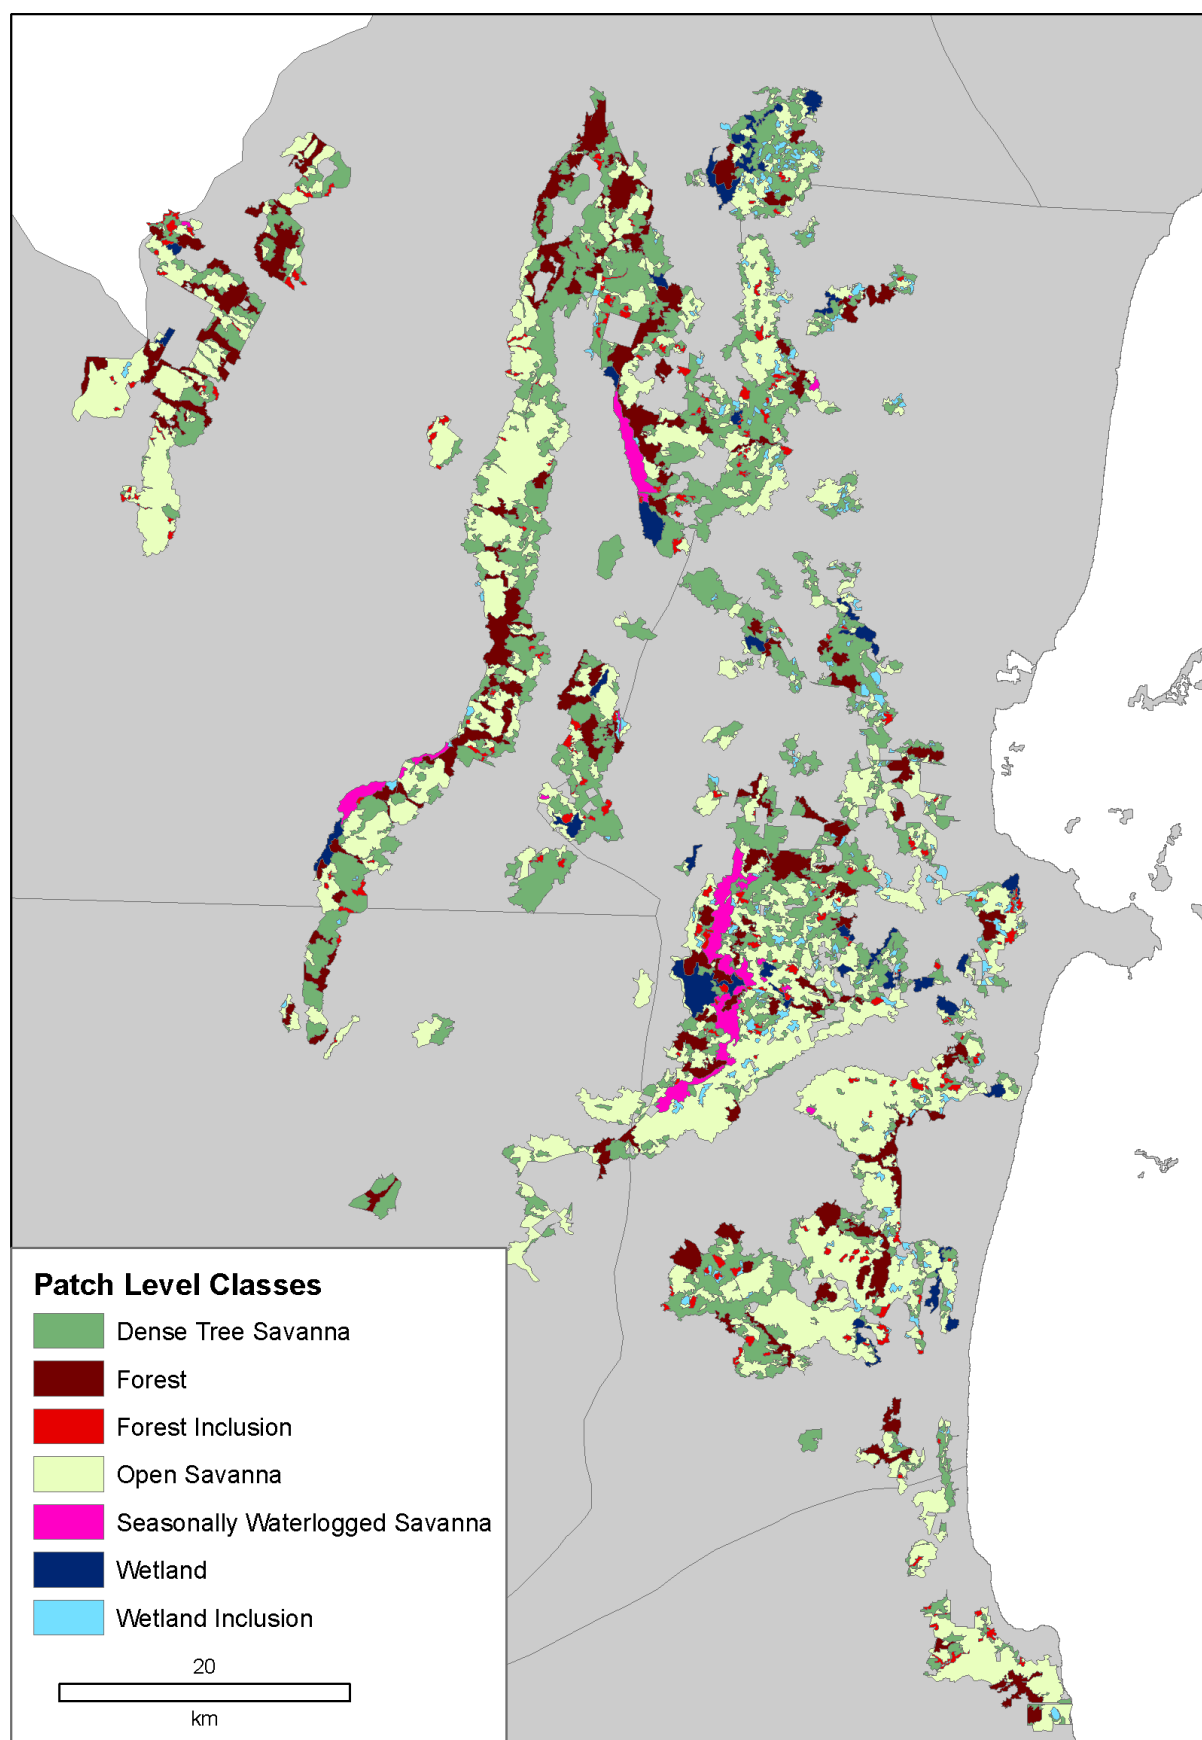 Patch Level Classes
Dense Tree Savanna
Forest
Forest Inclusion
Open Savanna
Seasonally Waterlogged Savanna
Wetland
Wetland Inclusion
20
km